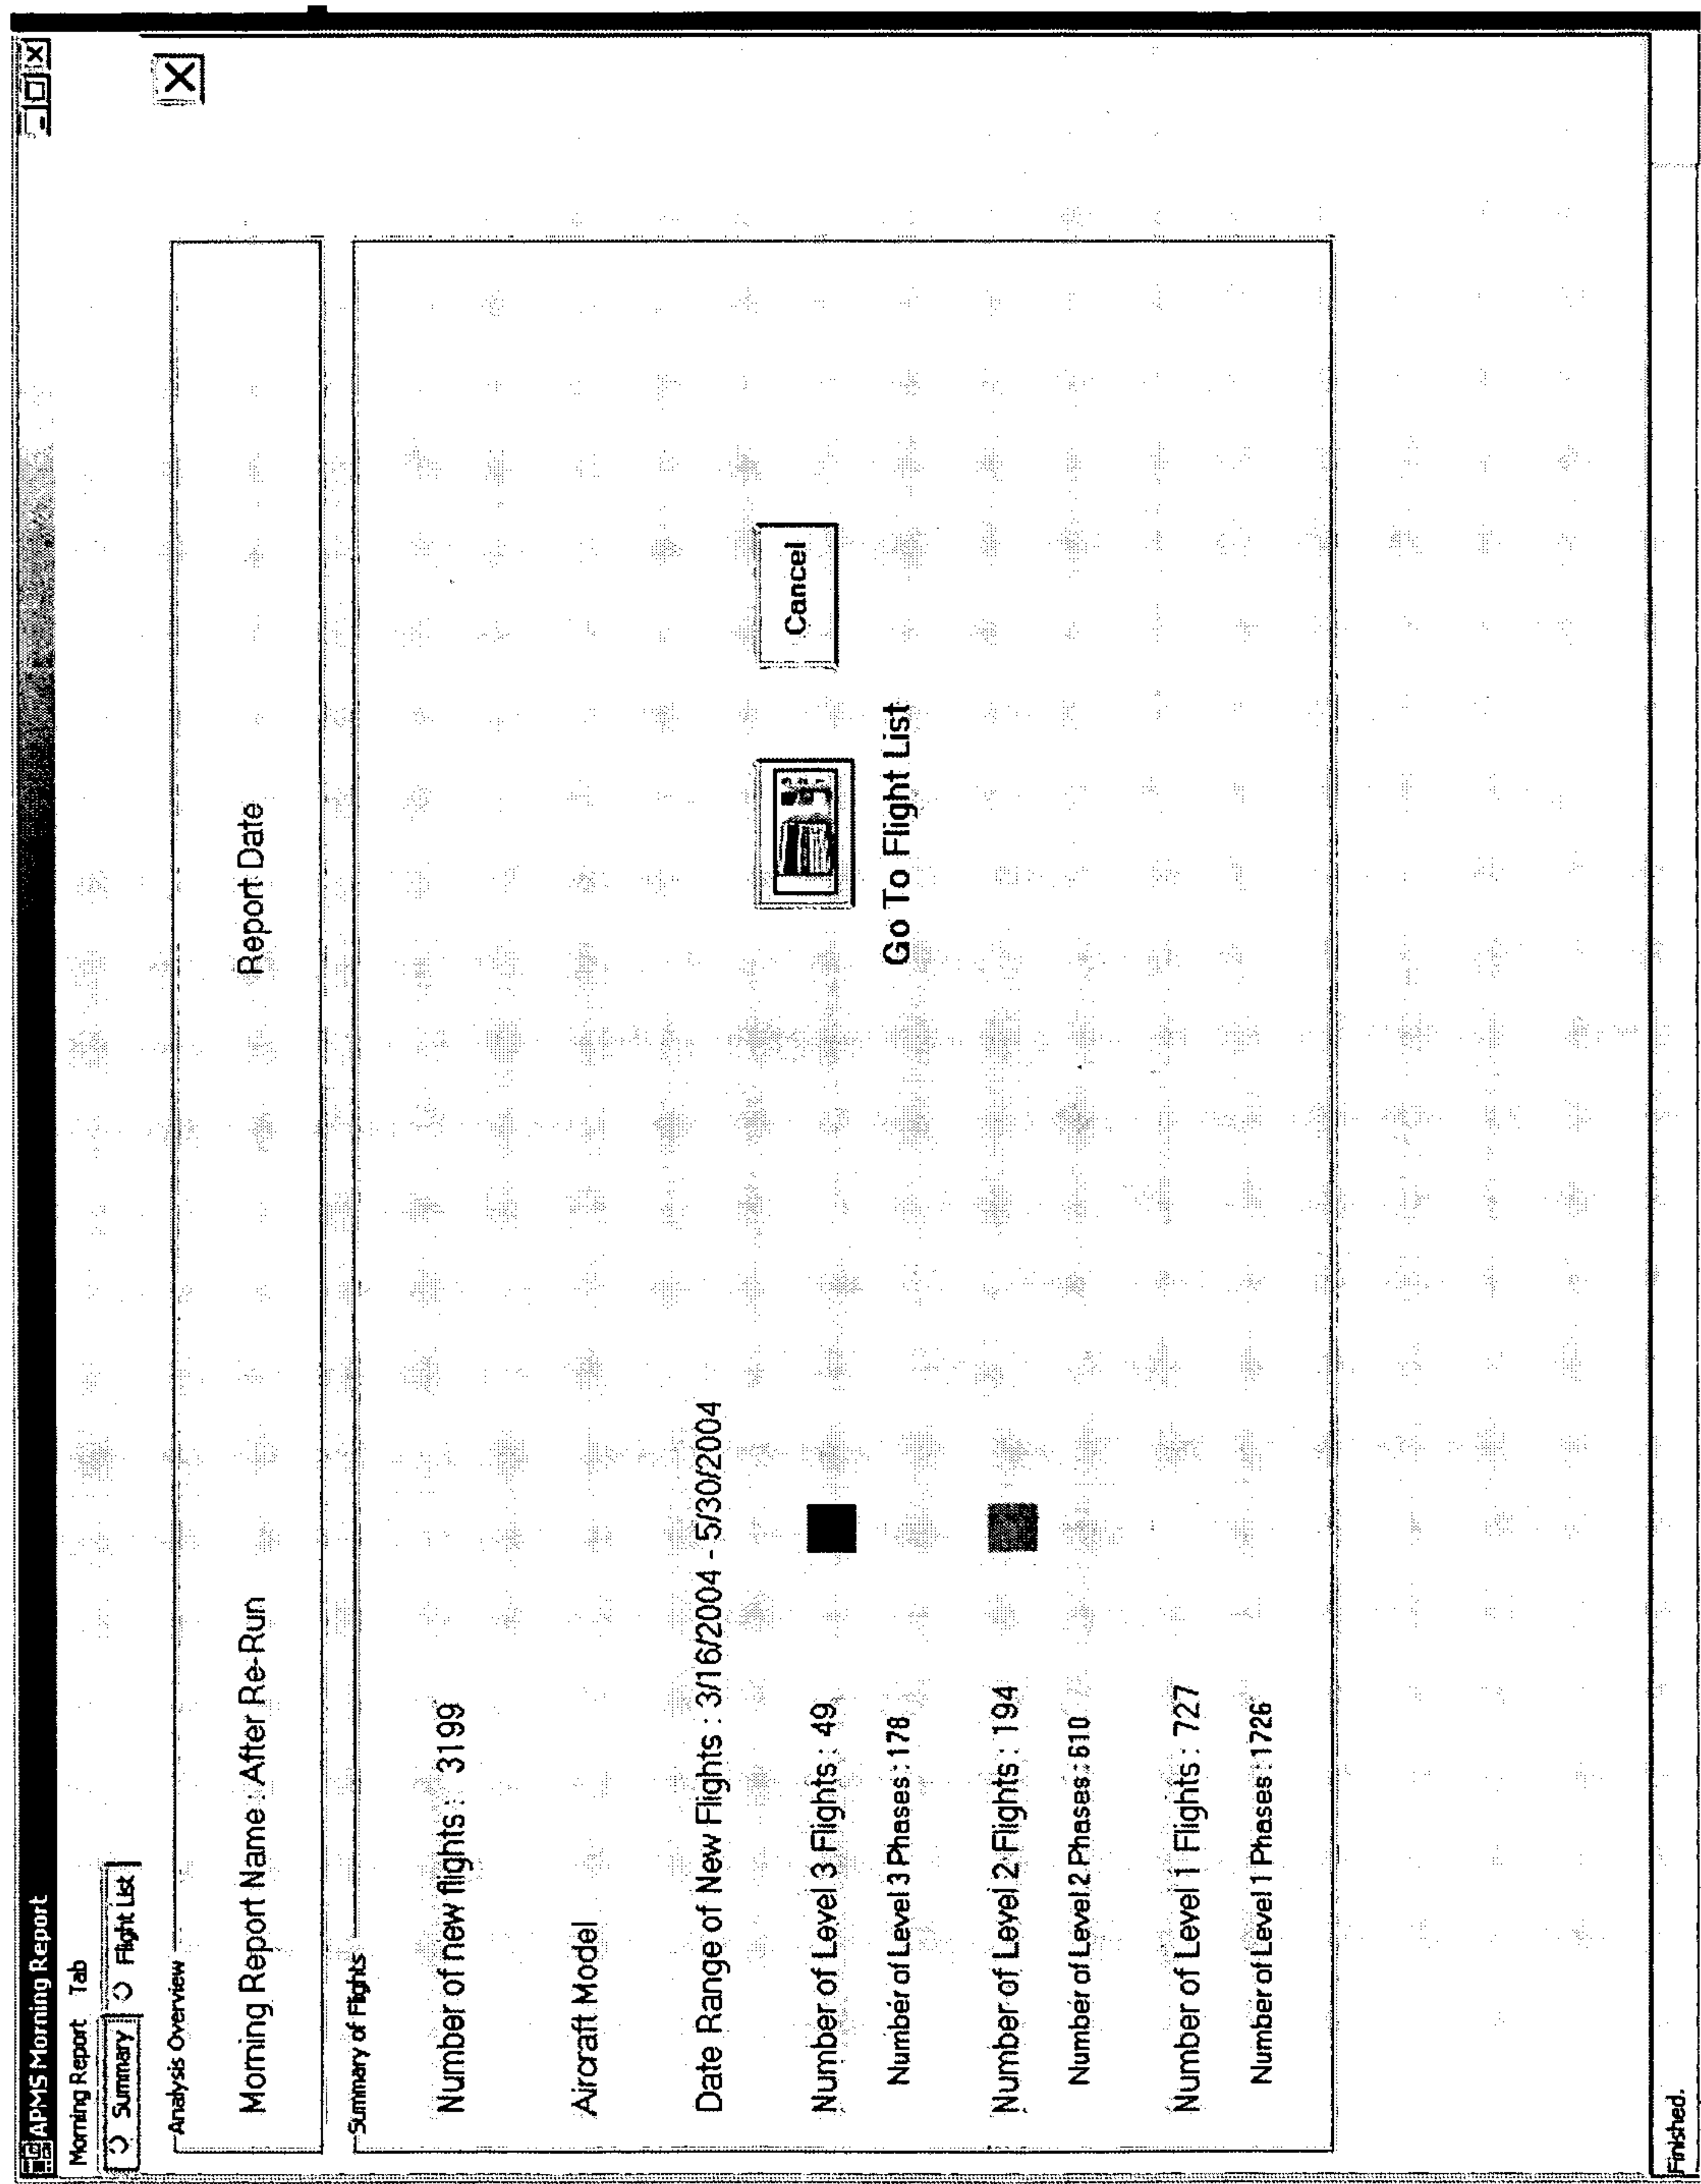 APMS Morning Report
Morning Report Tab
Summary Flight List
Analysis Overview
Morning Report Name : After Re-Run Report Date
Summary of Flights
Number of new flights : 3199
Aircraft Model
Date Range of New Flights : 3/16/2004 - 5/30/2004
Number of Level 3 Flights : 49
Number of Level 3 Phases : 178
Number of Level 2 Flights : 194
Number of Level 2 Phases : 610
Number of Level 1 Flights : 727
Number of Level 1 Phases : 1726
Cancel
Go To Flight List
Finished.